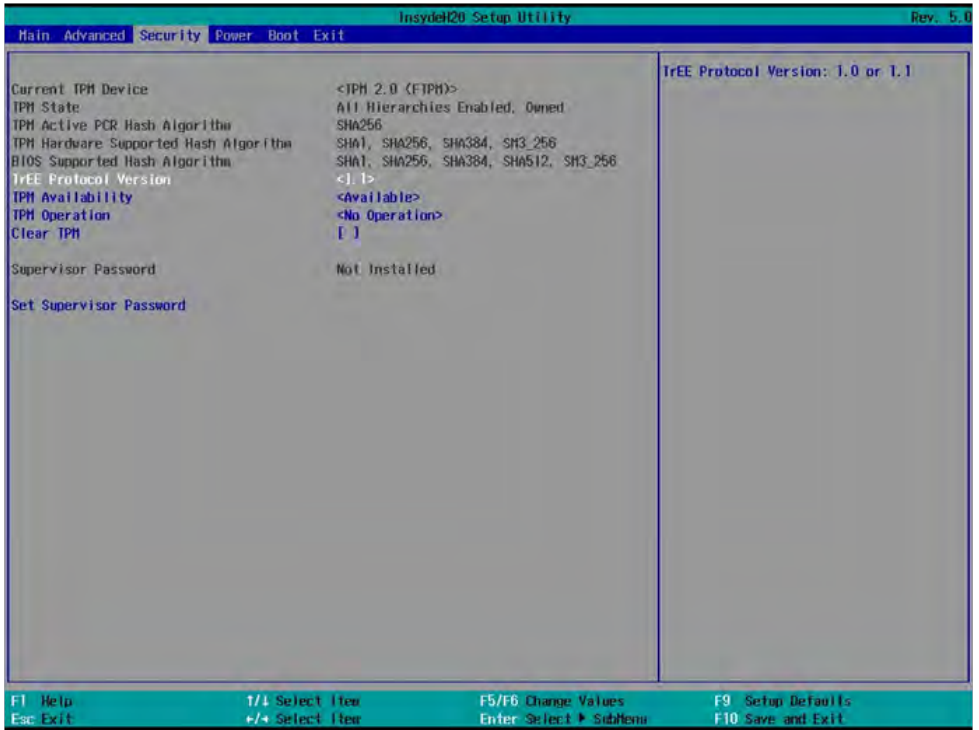 InsydeH20 Setup Utility Rev. 5.0
Main Advanced Security Power Boot Exit
TrEE Protocol Version: 1.0 or 1.1
Current TPM Device <TPM 2.0 (FTPM)>
TPM State All Hierarchies Enabled, Owned
TPM Active PCR Hash Algorithm SHA256
TPM Hardware Supported Hash Algorithm SHA1, SHA256, SHA384, SM3_256
BIOS Supported Hash Algorithm SHA1, SHA256, SHA384, SHA512, SM3_256
TrEE Protocol Version <1.1>
TPM Availability <Available>
TPM Operation <No Operation>
Clear TPM [ ]
Supervisor Password Not Installed
Set Supervisor Password
F1 Help ↑/↓ Select Item F5/F6 Change Values F9 Setup Defaults
Esc Exit ←/→ Select Item Enter Select ▶ SubMenu F10 Save and Exit